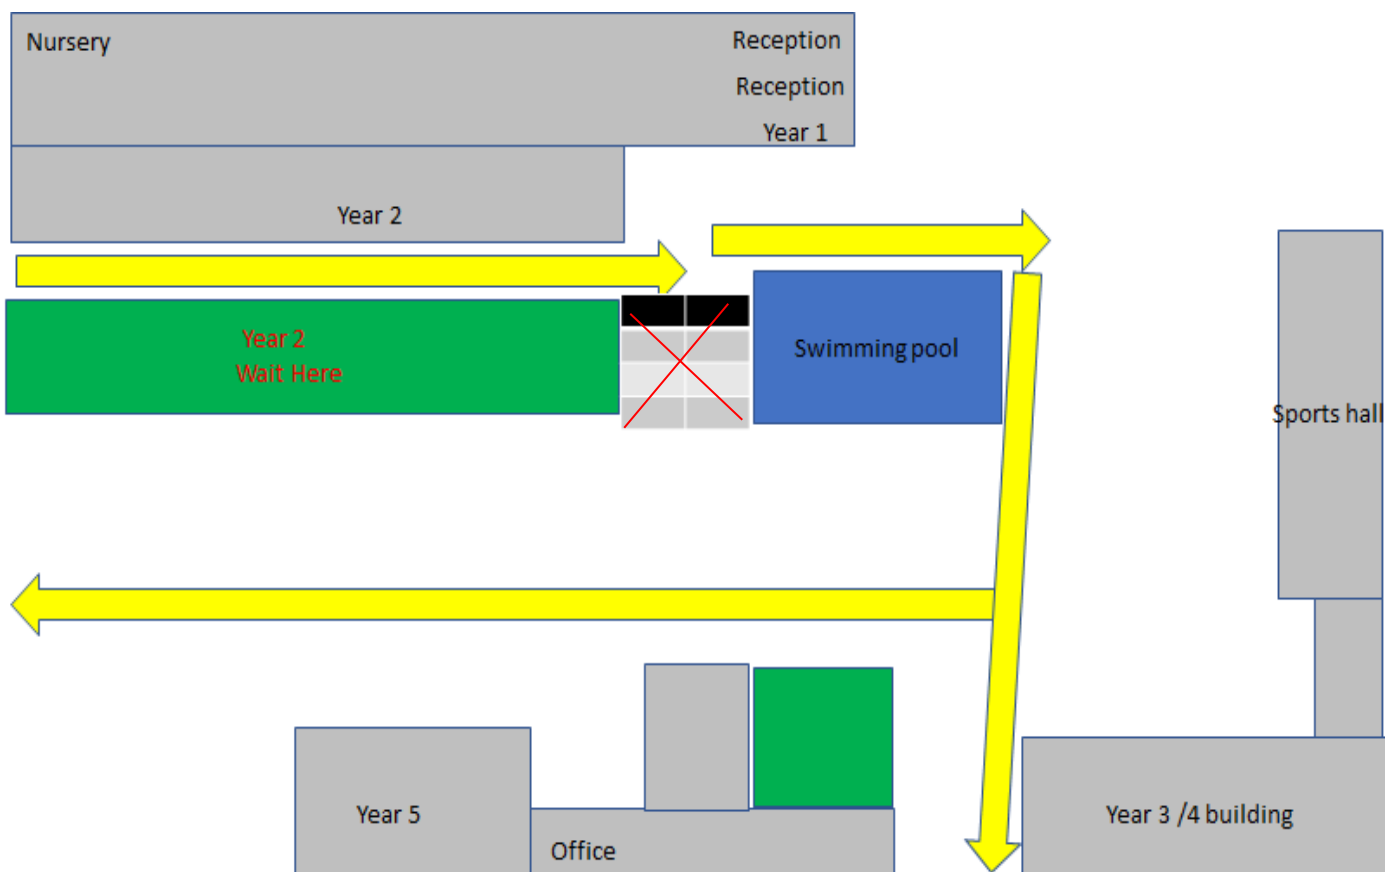 Nursery
Reception
Reception
Year 1
Year 2
Year 2
Wait Here
Swimming pool
Sports hall
Year 5
Office
Year 3 /4 building